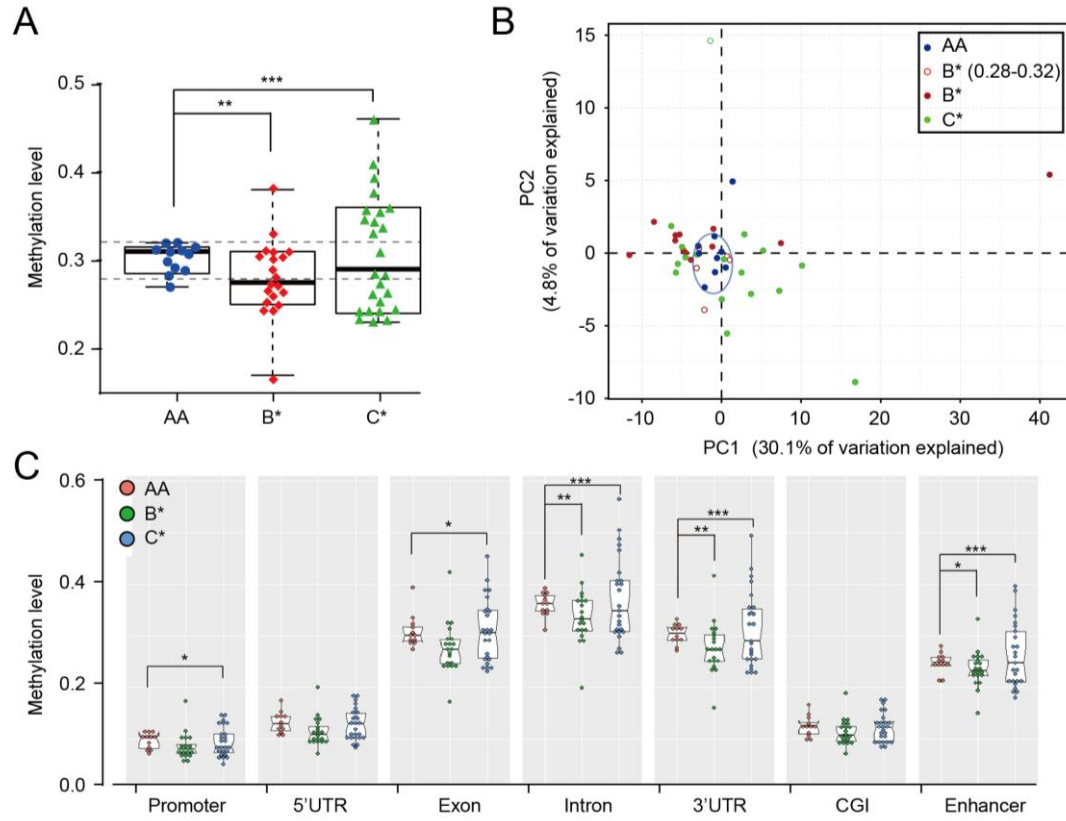 A
0.5
0.4
0.3
0.2
Methylation level
***
**
AA
B*
C*
B
15
10
5
0
-5
-10
PC2
(4.8% of variation explained)
AA
B* (0.28-0.32)
B*
C*
-10
0
10
20
30
40
PC1 (30.1% of variation explained)
C
0.6
0.4
0.2
0.0
Methylation level
AA
B*
C*
*
*
***
**
***
**
***
*
Promoter
5'UTR
Exon
Intron
3'UTR
CGI
Enhancer